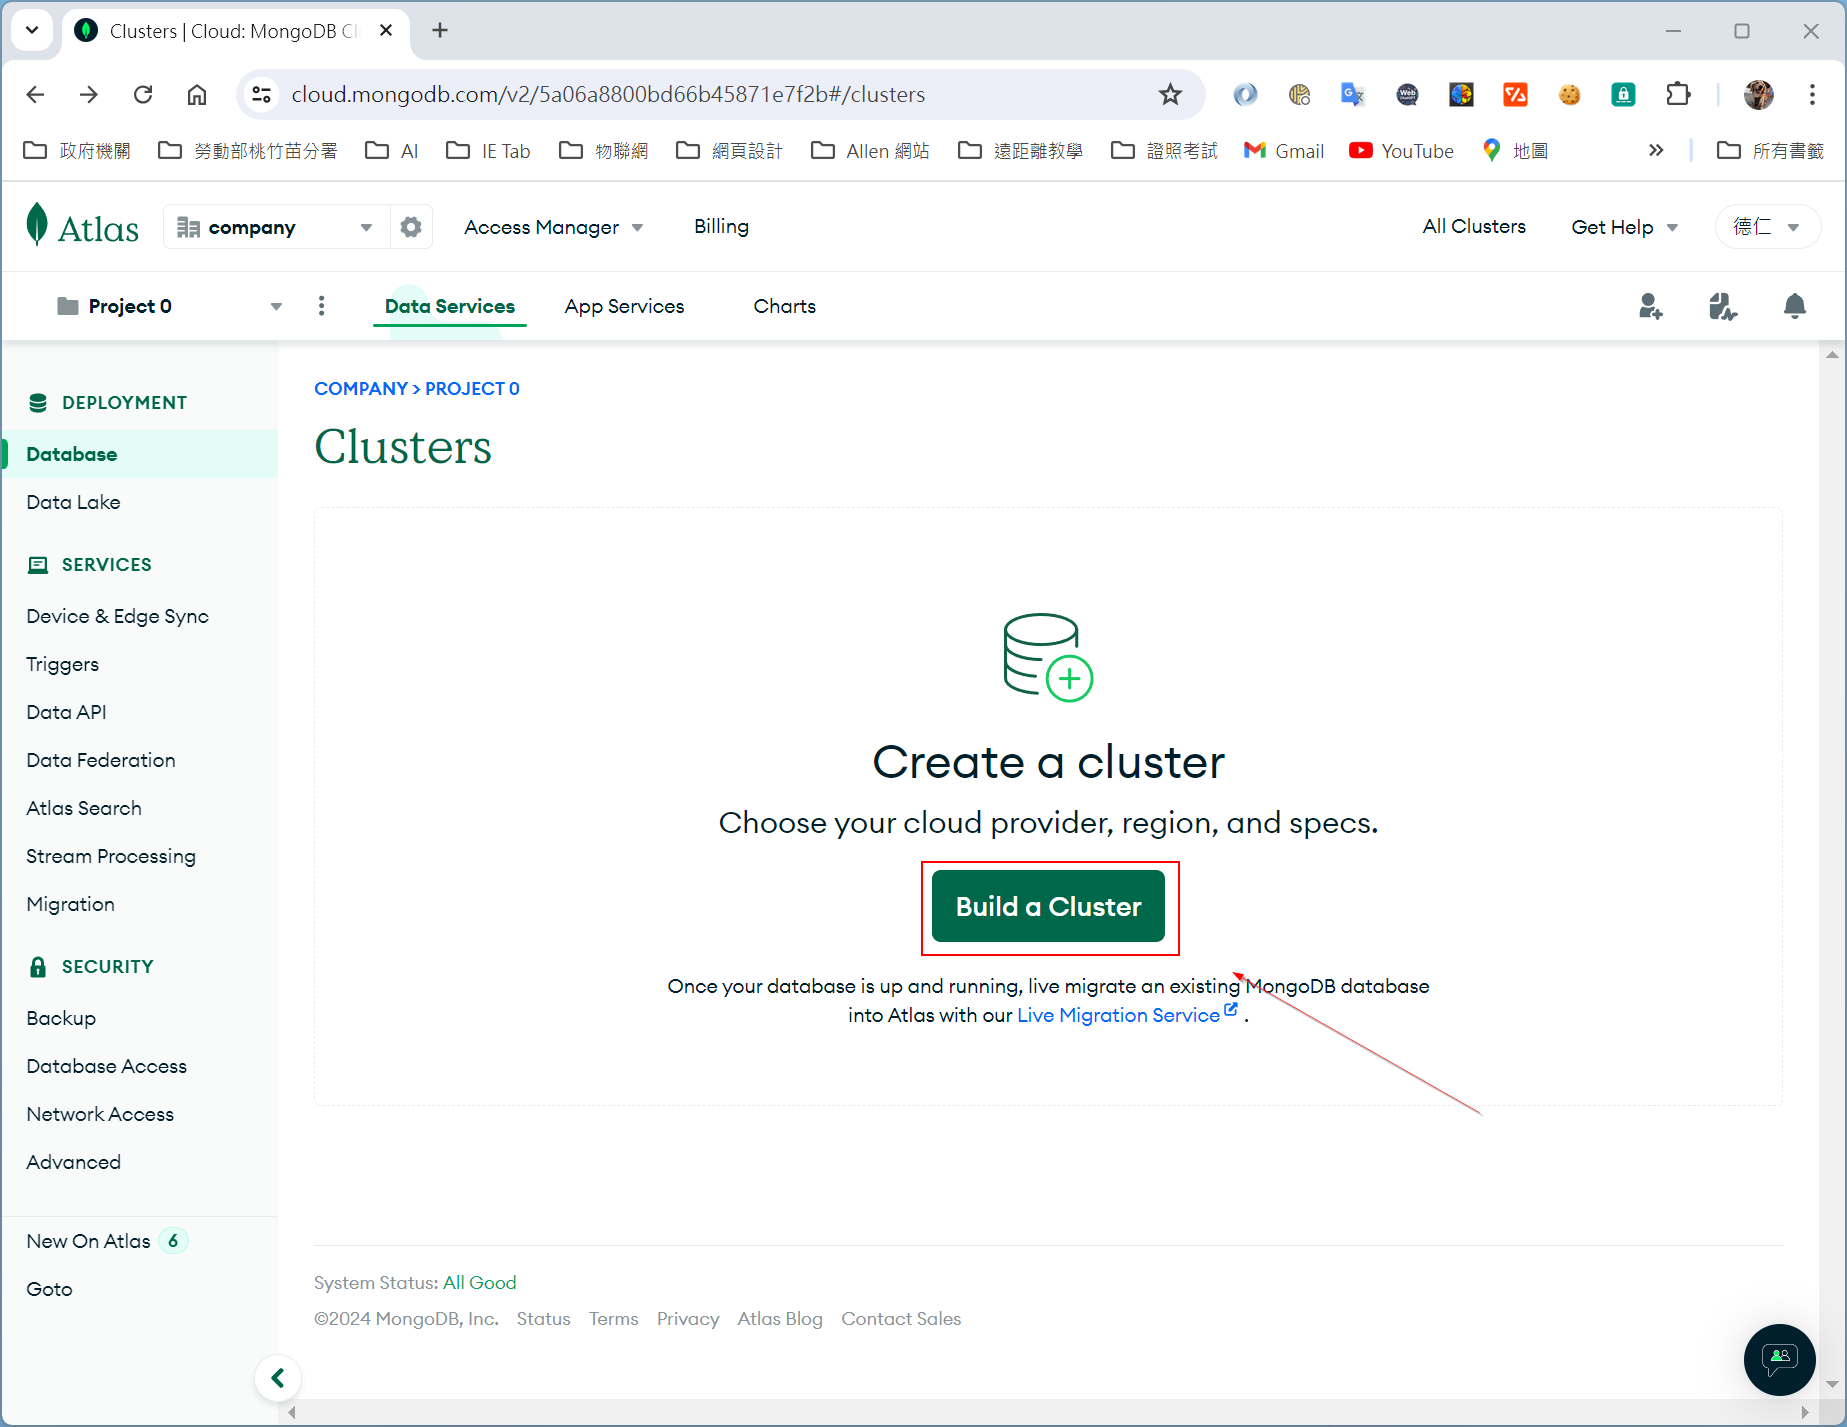 Clusters | Cloud: MongoDB Cl
cloud.mongodb.com/v2/5a06a8800bd66b45871e7f2b#/clusters
政府機關 勞動部桃竹苗分署 AI IE Tab 物聯網 網頁設計 Allen 網站 遠距離教學 證照考試 Gmail YouTube 地圖 » 所有書籤
Atlas company Access Manager Billing All Clusters Get Help 德仁
Project 0 Data Services App Services Charts
DEPLOYMENT
Database
Data Lake
SERVICES
Device & Edge Sync
Triggers
Data API
Data Federation
Atlas Search
Stream Processing
Migration
SECURITY
Backup
Database Access
Network Access
Advanced
New On Atlas 6
Goto
COMPANY > PROJECT 0
Clusters
Create a cluster
Choose your cloud provider, region, and specs.
Build a Cluster
Once your database is up and running, live migrate an existing MongoDB database
into Atlas with our Live Migration Service .
System Status: All Good
©2024 MongoDB, Inc. Status Terms Privacy Atlas Blog Contact Sales